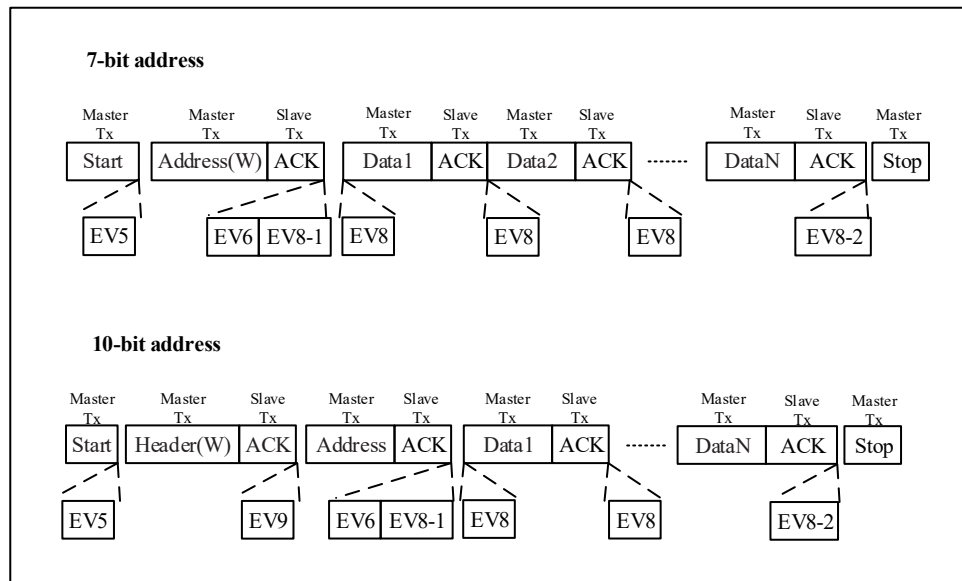 7-bit address
Master Master Slave Master Slave Master Slave Master Slave Master
Tx Tx Tx Tx Tx Tx Tx Tx Tx Tx
Start Address(W) ACK Data1 ACK Data2 ACK DataN ACK Stop
EV5 EV6 EV8-1 EV8 EV8 EV8 EV8-2
10-bit address
Master Master Slave Master Slave Master Slave Master Slave Master
Tx Tx Tx Tx Tx Tx Tx Tx Tx Tx
Start Header(W) ACK Address ACK Data1 ACK DataN ACK Stop
EV5 EV9 EV6 EV8-1 EV8 EV8 EV8-2